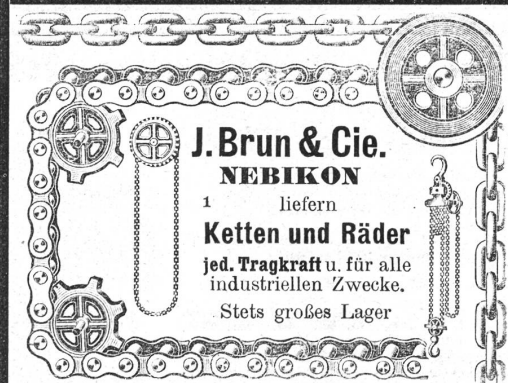 J. Brun & Cie.
NEBIKON
1 liefern
Ketten und Räder
jed. Tragkraft u. für alle
industriellen Zwecke.
Stets großes Lager